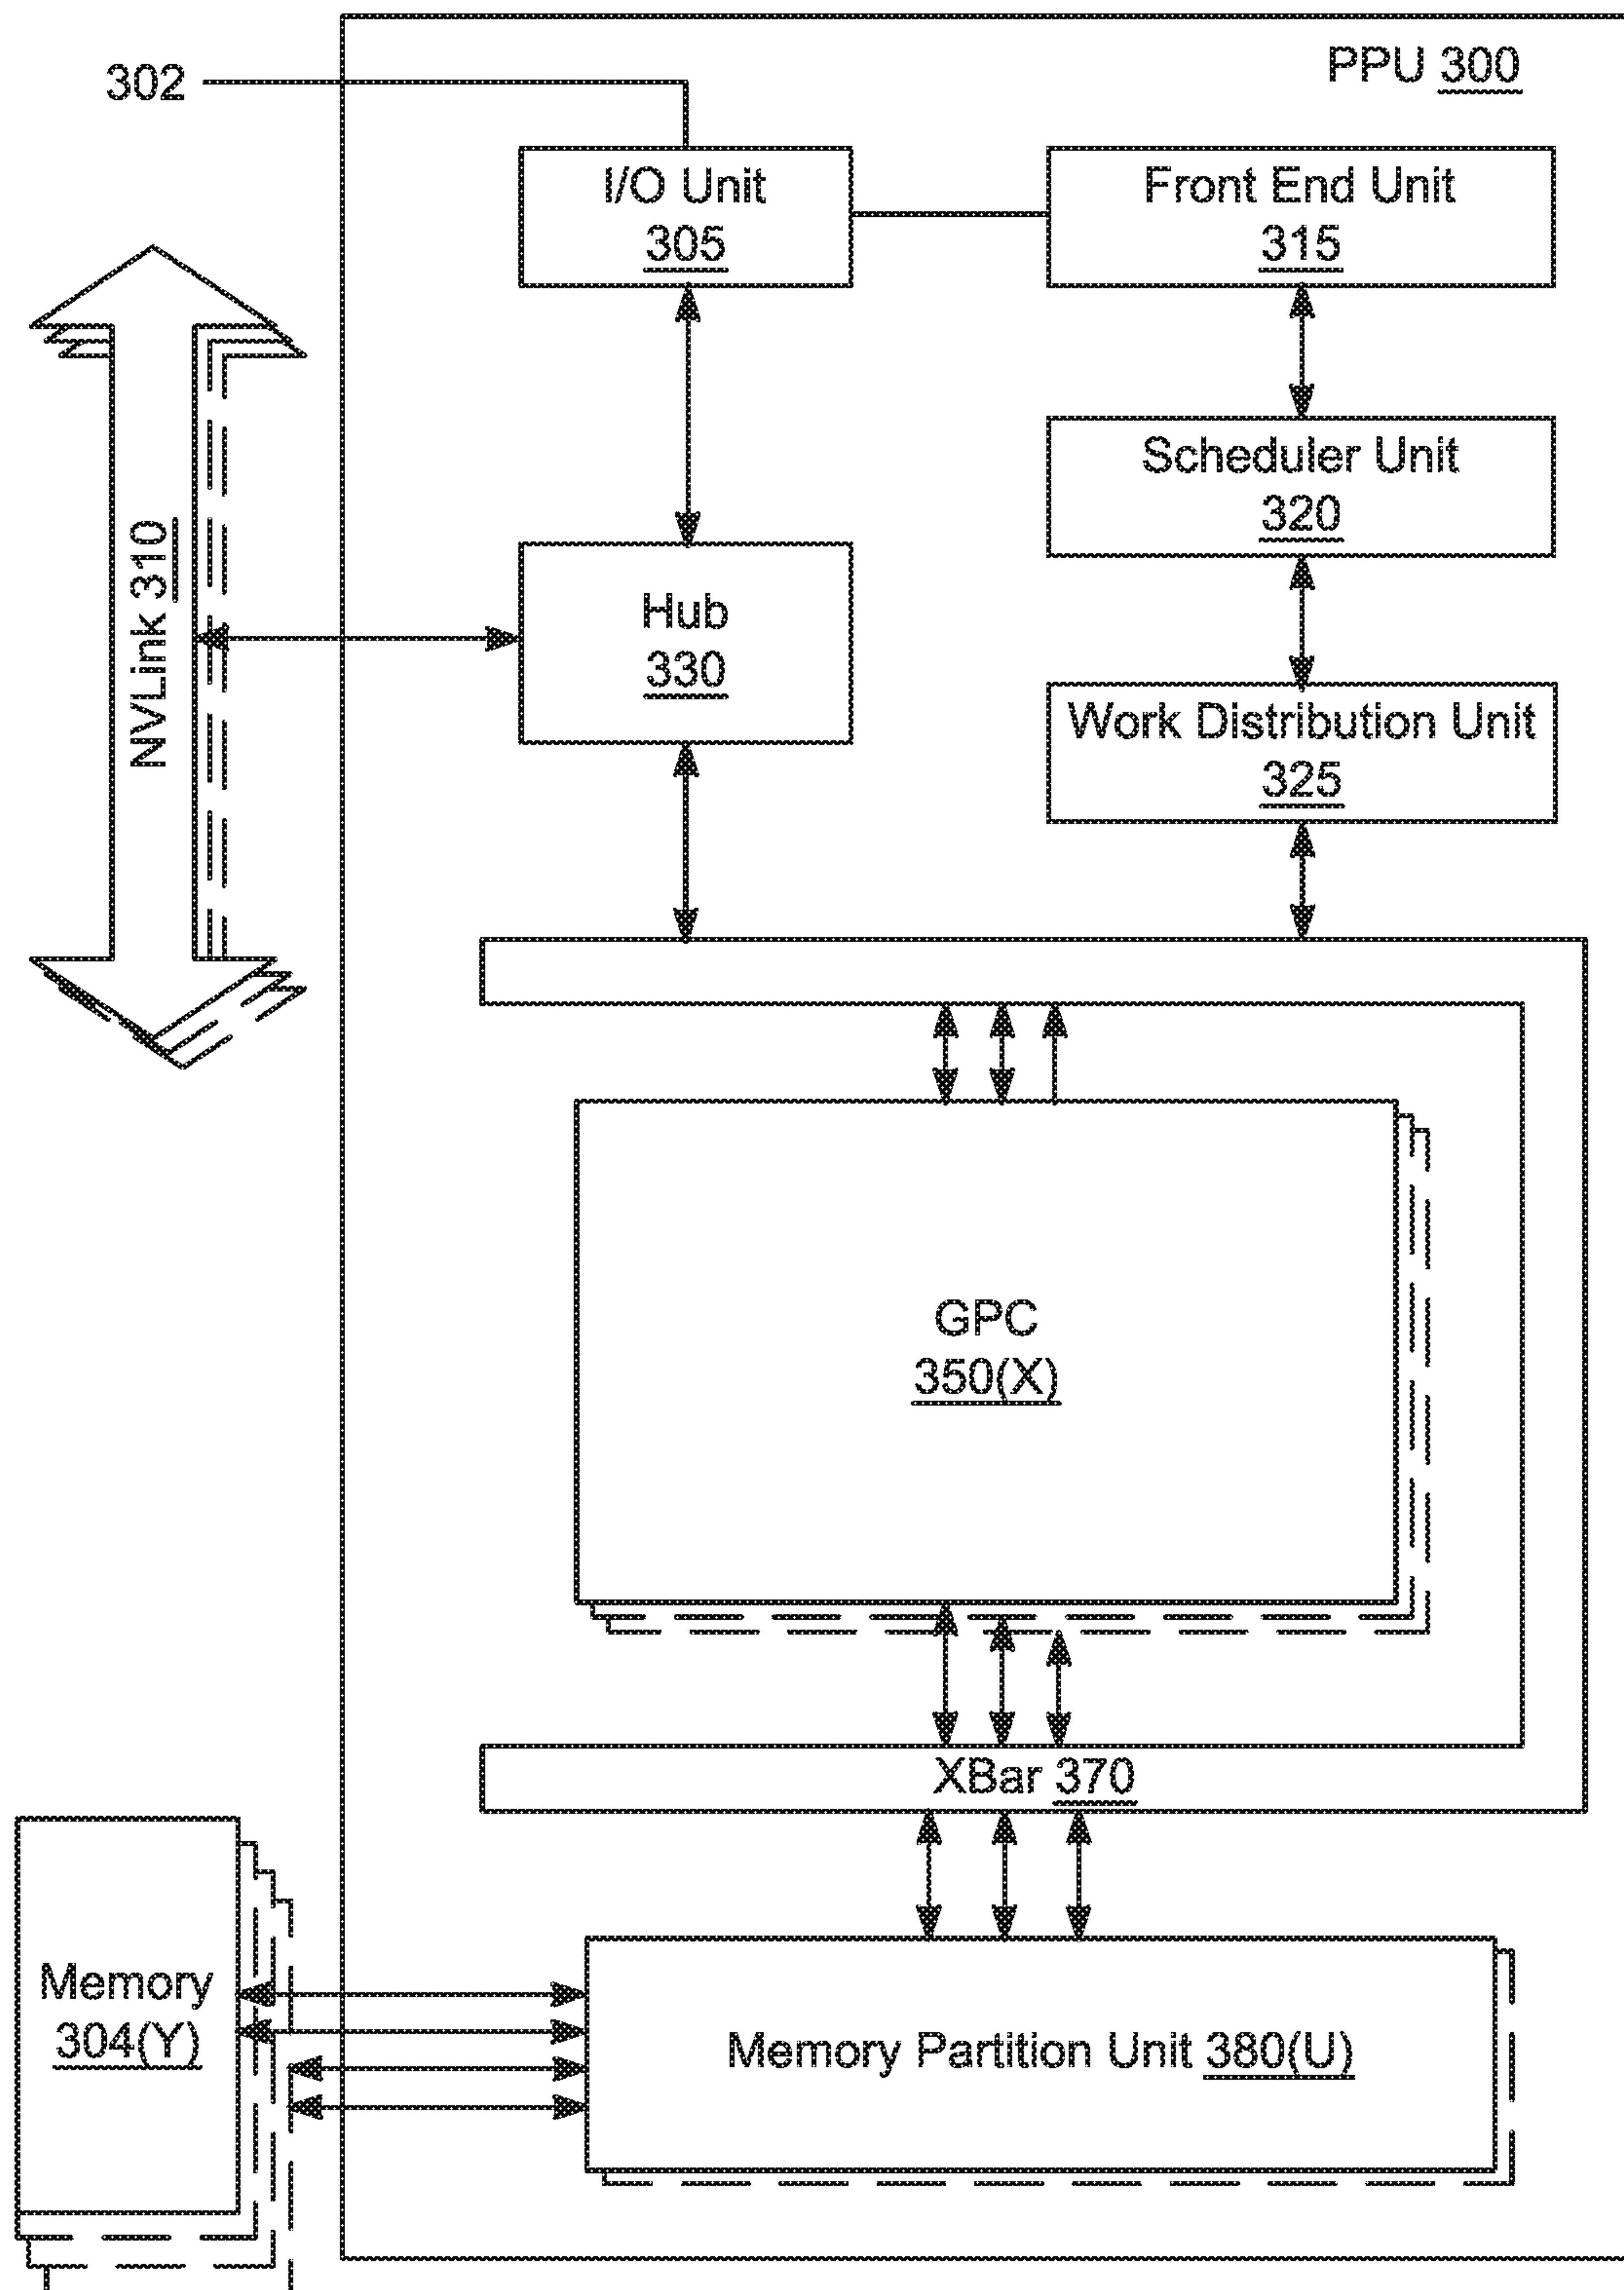 PPU 300
302
I/O Unit
305
Front End Unit
315
Scheduler Unit
320
NVLink 310
Hub
330
Work Distribution Unit
325
GPC
350(X)
XBar 370
Memory
304(Y)
Memory Partition Unit 380(U)